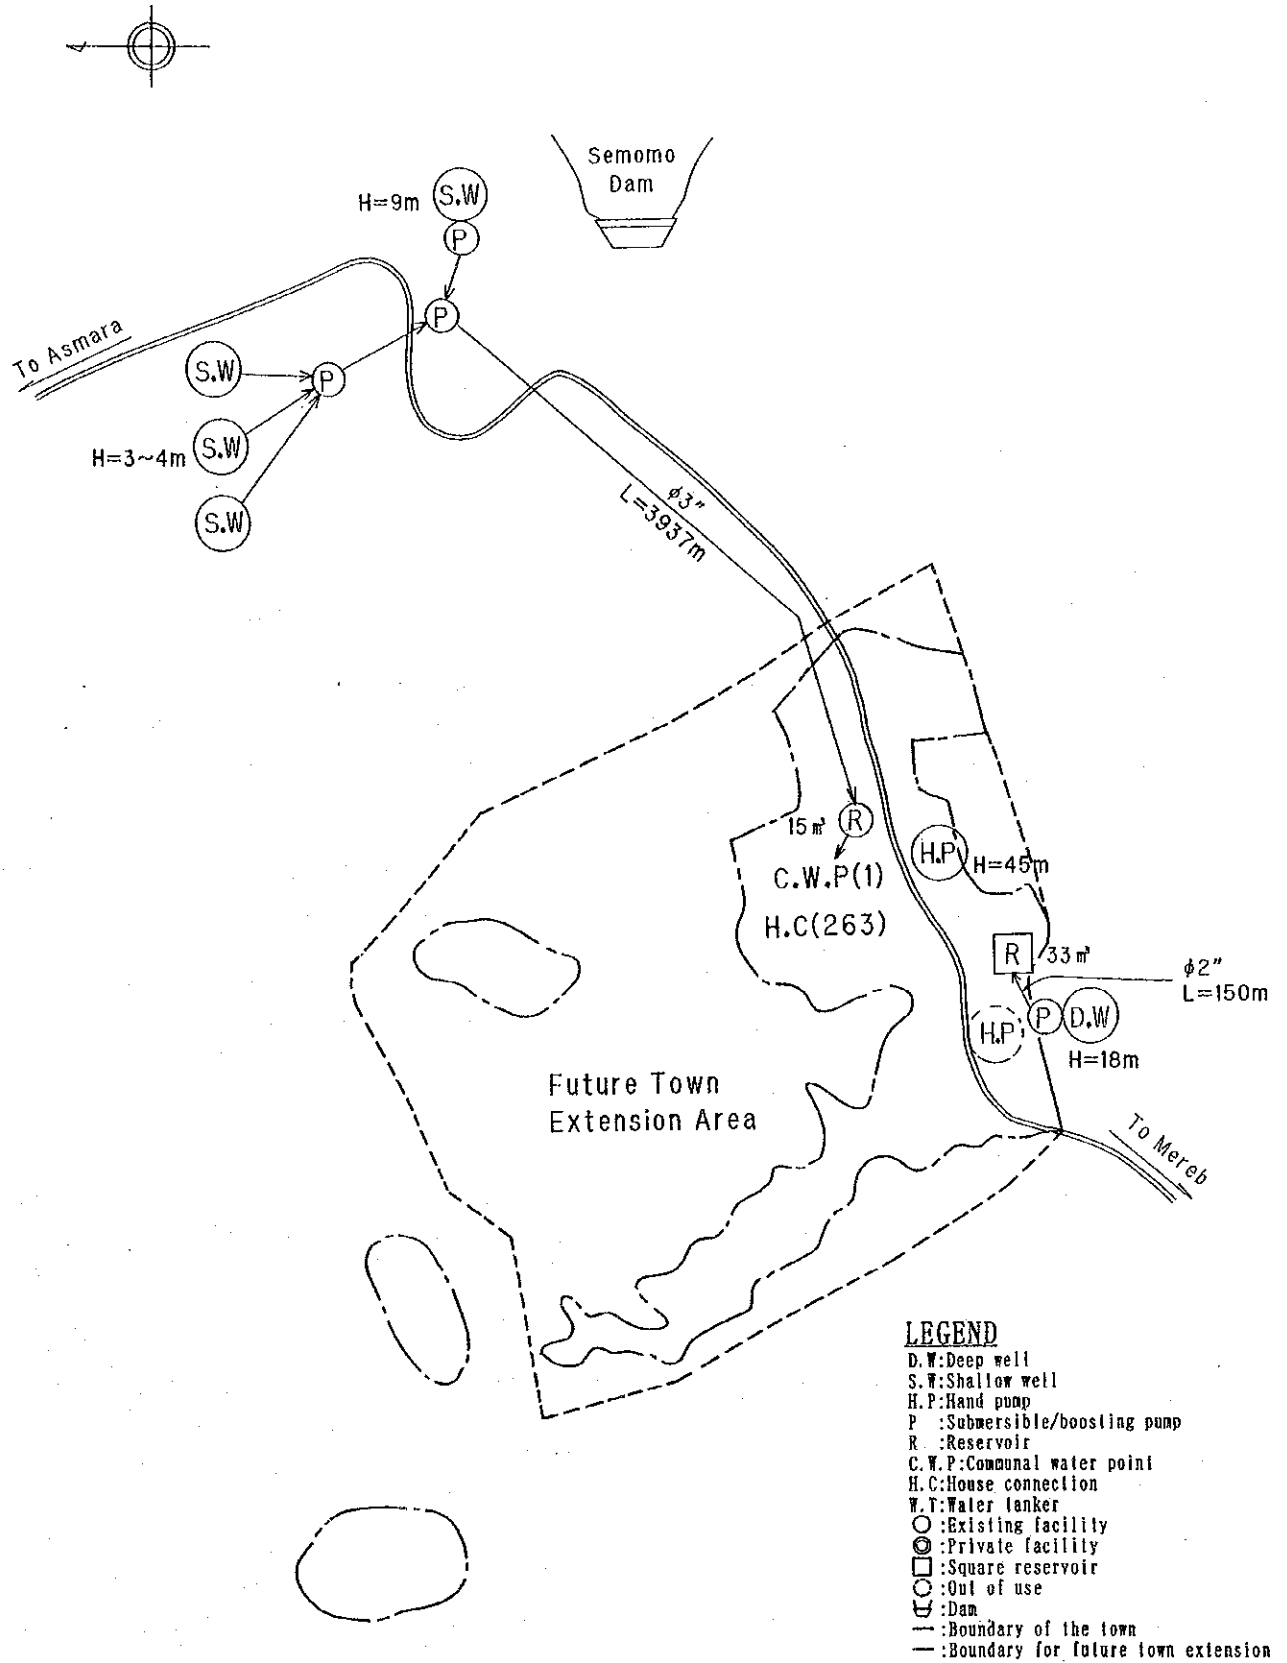 Semomo
Dam
H=9m
S.W
P
P
To Asmara
S.W
P
H=3~4m
S.W
S.W
φ3"
L=3937m
15㎥
R
C.W.P(1)
H.C(263)
H.P
H=45m
R
33㎥
φ2"
L=150m
H.P
P
D.W
H=18m
Future Town
Extension Area
To Mereb
LEGEND
D.W:Deep well
S.W:Shallow well
H.P:Hand pump
P :Submersible/boosting pump
R :Reservoir
C.W.P:Communal water point
H.C:House connection
W.T:Water tanker
:Existing facility
:Private facility
:Square reservoir
:Out of use
:Dam
:Boundary of the town
:Boundary for future town extension